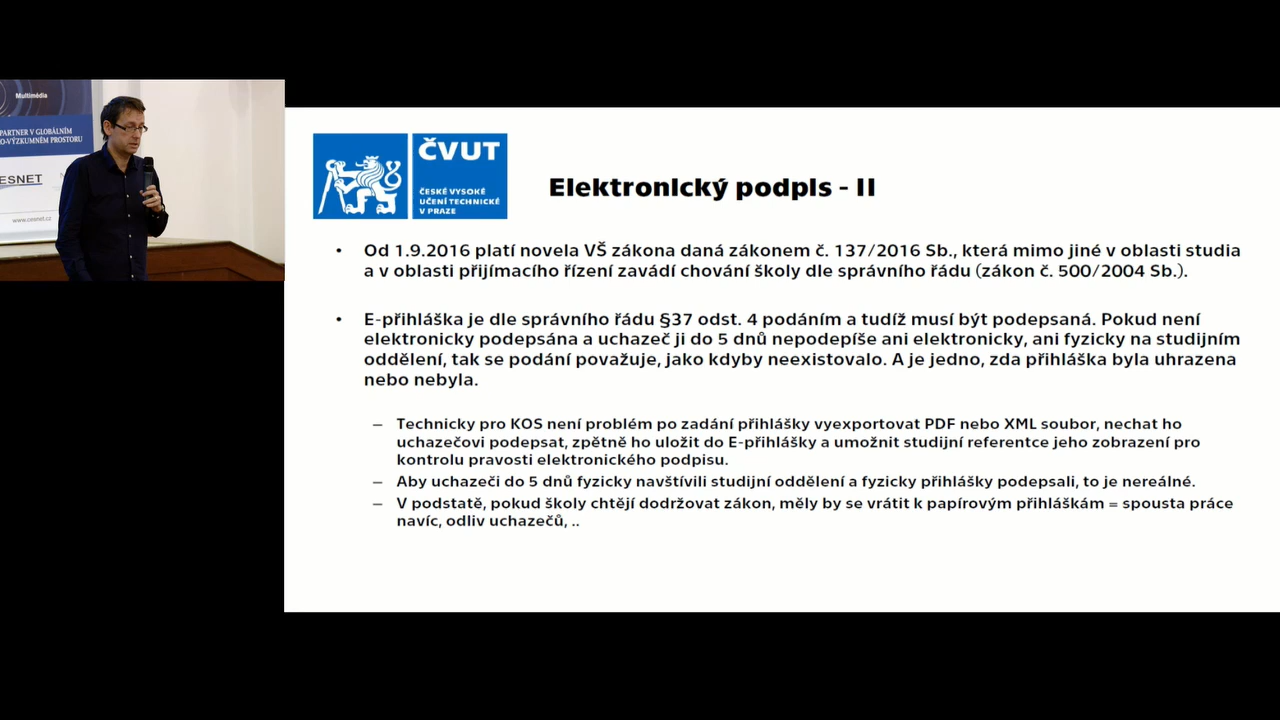 Multimédia
PARTNER V GLOBÁLNÍM
O-VÝZKUMNÉM PROSTORU
ESNET
www.cesnet.cz
ČVUT
ČESKÉ VYSOKÉ
UČENÍ TECHNICKÉ
V PRAZE
Elektronický podpis - II
• Od 1.9.2016 platí novela VŠ zákona daná zákonem č. 137/2016 Sb., která mimo jiné v oblasti studia
a v oblasti přijímacího řízení zavádí chování školy dle správního řádu (zákon č. 500/2004 Sb.).
• E-přihláška je dle správního řádu §37 odst. 4 podáním a tudíž musí být podepsaná. Pokud není
elektronicky podepsána a uchazeč ji do 5 dnů nepodepíše ani elektronicky, ani fyzicky na studijním
oddělení, tak se podání považuje, jako kdyby neexistovalo. A je jedno, zda přihláška byla uhrazena
nebo nebyla.
– Technicky pro KOS není problém po zadání přihlášky vyexportovat PDF nebo XML soubor, nechat ho
uchazečovi podepsat, zpětně ho uložit do E-přihlášky a umožnit studijní referentce jeho zobrazení pro
kontrolu pravosti elektronického podpisu.
– Aby uchazeči do 5 dnů fyzicky navštívili studijní oddělení a fyzicky přihlášky podepsali, to je nereálné.
– V podstatě, pokud školy chtějí dodržovat zákon, měly by se vrátit k papírovým přihláškám = spousta práce
navíc, odliv uchazečů, ..